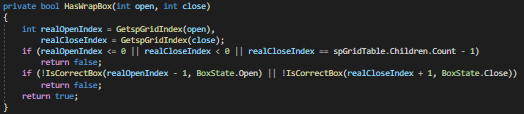 private bool HasWrapBox(int open, int close)
{
int realOpenIndex = GetspGridIndex(open),
realCloseIndex = GetspGridIndex(close);
if (realOpenIndex <= 0 || realCloseIndex < 0 || realCloseIndex == spGridTable.Children.Count - 1)
return false;
if (!IsCorrectBox(realOpenIndex - 1, BoxState.Open) || !IsCorrectBox(realCloseIndex + 1, BoxState.Close))
return false;
return true;
}